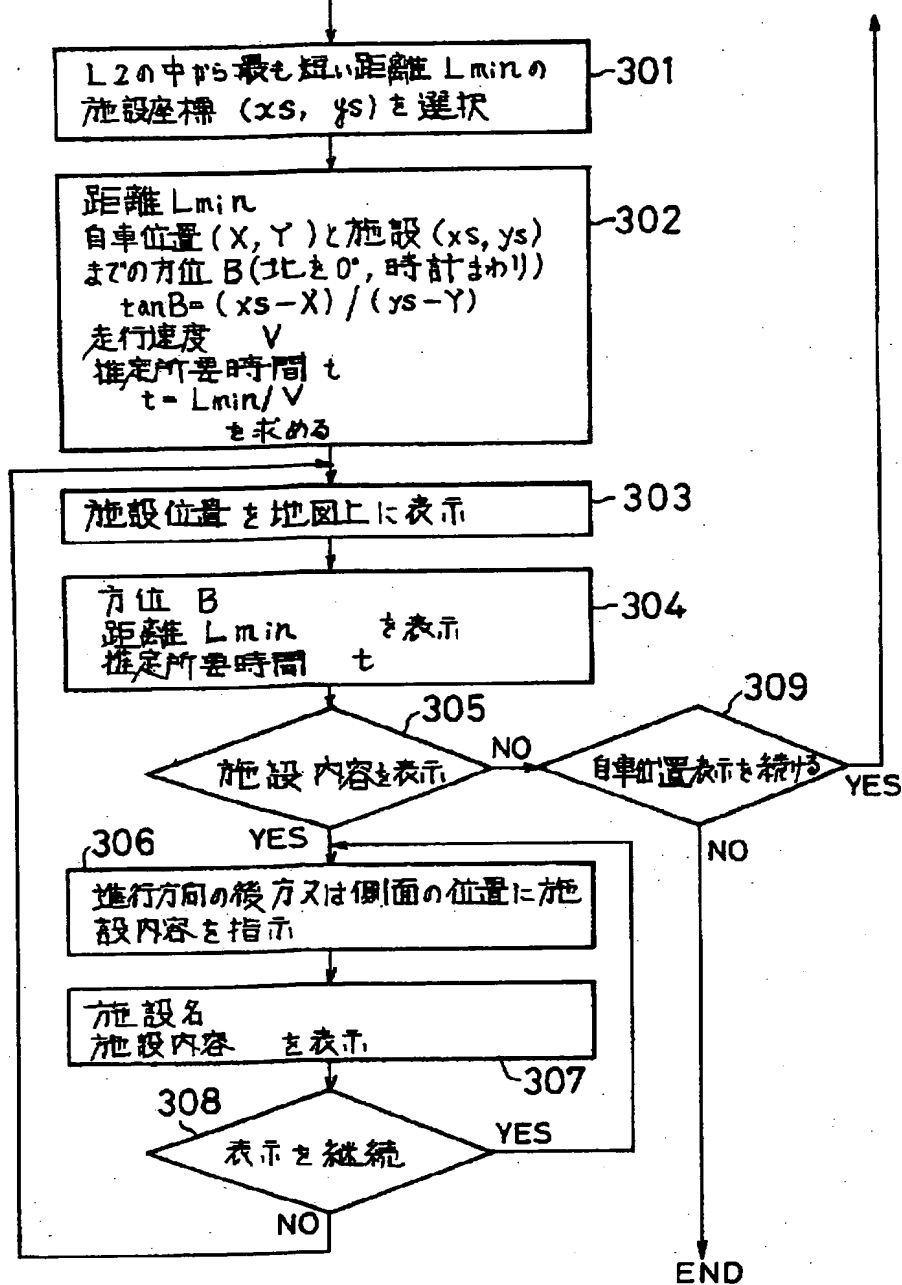 L2の中から最も短い距離 Lminの
施設座標 (xs, ys)を選択
301
距離 Lmin
自車位置(X, Y)と施設(xs, ys)
までの方位 B(北を0°, 時計まわり)
tanB=(xs-X)/(ys-Y)
走行速度 V
推定所要時間 t
t=Lmin/V
を求める
302
施設位置を地図上に表示
303
方位 B
距離 Lmin を表示
推定所要時間 t
304
305
施設内容を表示
NO
YES
309
自車位置表示を続ける
YES
NO
306
進行方向の後方又は側面の位置に施
設内容を指示
施設名
施設内容 を表示
307
308
表示を継続
YES
NO
END